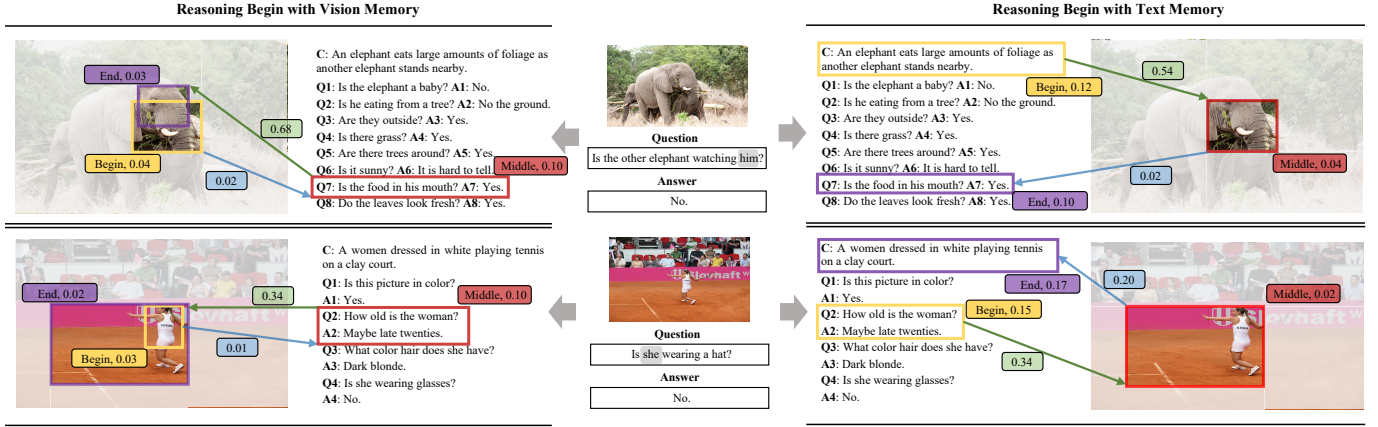 Reasoning Begin with Vision Memory
End, 0.03
Begin, 0.04
0.68
0.02
C: An elephant eats large amounts of foliage as
another elephant stands nearby.
Q1: Is the elephant a baby? A1: No.
Q2: Is he eating from a tree? A2: No the ground.
Q3: Are they outside? A3: Yes.
Q4: Is there grass? A4: Yes.
Q5: Are there trees around? A5: Yes.
Q6: Is it sunny? A6: It is hard to tell.
Middle, 0.10
Q7: Is the food in his mouth? A7: Yes.
Q8: Do the leaves look fresh? A8: Yes.
End, 0.02
Begin, 0.03
0.34
0.01
C: A women dressed in white playing tennis
on a clay court.
Q1: Is this picture in color?
A1: Yes.
Middle, 0.10
Q2: How old is the woman?
A2: Maybe late twenties.
Q3: What color hair does she have?
A3: Dark blonde.
Q4: Is she wearing glasses?
A4: No.
Question
Is the other elephant watching him?
Answer
No.
Question
Is she wearing a hat?
Answer
No.
Reasoning Begin with Text Memory
C: An elephant eats large amounts of foliage as
another elephant stands nearby.
Q1: Is the elephant a baby? A1: No.
Begin, 0.12
Q2: Is he eating from a tree? A2: No the ground.
Q3: Are they outside? A3: Yes.
Q4: Is there grass? A4: Yes.
Q5: Are there trees around? A5: Yes.
Q6: Is it sunny? A6: It is hard to tell.
Q7: Is the food in his mouth? A7: Yes.
Q8: Do the leaves look fresh? A8: Yes.
End, 0.10
0.54
Middle, 0.04
0.02
C: A women dressed in white playing tennis
on a clay court.
Q1: Is this picture in color?
End, 0.17
A1: Yes.
Q2: How old is the woman?
Begin, 0.15
A2: Maybe late twenties.
Q3: What color hair does she have?
A3: Dark blonde.
0.34
Q4: Is she wearing glasses?
A4: No.
0.20
Middle, 0.02